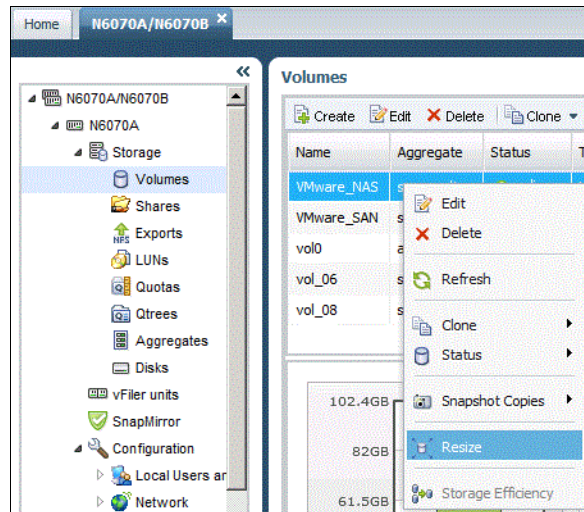 Home
N6070A/N6070B
N6070A/N6070B
N6070A
Storage
Volumes
Shares
NFS Exports
LUNs
Quotas
Qtrees
Aggregates
Disks
vFiler units
SnapMirror
Configuration
Local Users ar
Network
Volumes
Create Edit Delete Clone
Name Aggregate Status T
VMware_NAS s
VMware_SAN s
vol0 a
vol_06 s
vol_08 s
Edit
Delete
Refresh
Clone
Status
Snapshot Copies
Resize
Storage Efficiency
102.4GB
82GB
61.5GB